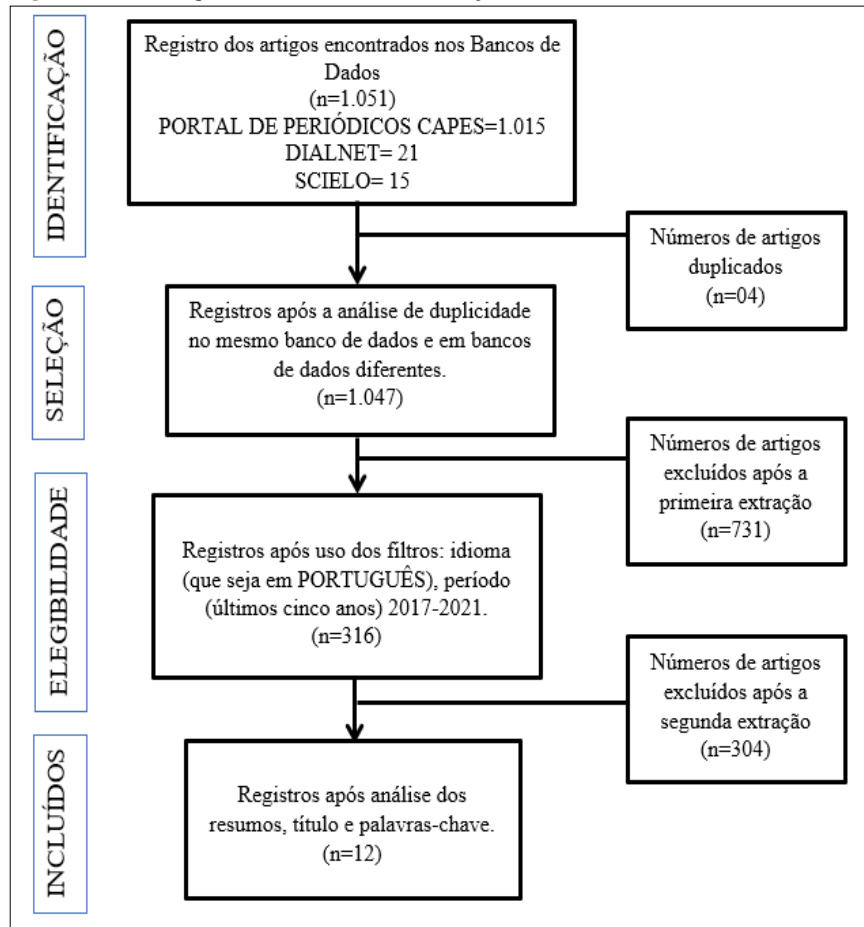 IDENTIFICAÇÃO
Registro dos artigos encontrados nos Bancos de
Dados
(n=1.051)
PORTAL DE PERIÓDICOS CAPES=1.015
DIALNET= 21
SCIELO= 15
Números de artigos
duplicados
(n=04)
SELEÇÃO
Registros após a análise de duplicidade
no mesmo banco de dados e em bancos
de dados diferentes.
(n=1.047)
Números de artigos
excluídos após a
primeira extração
(n=731)
ELEGIBILIDADE
Registros após uso dos filtros: idioma
(que seja em PORTUGUÊS), período
(últimos cinco anos) 2017-2021.
(n=316)
Números de artigos
excluídos após a
segunda extração
(n=304)
INCLUÍDOS
Registros após análise dos
resumos, título e palavras-chave.
(n=12)